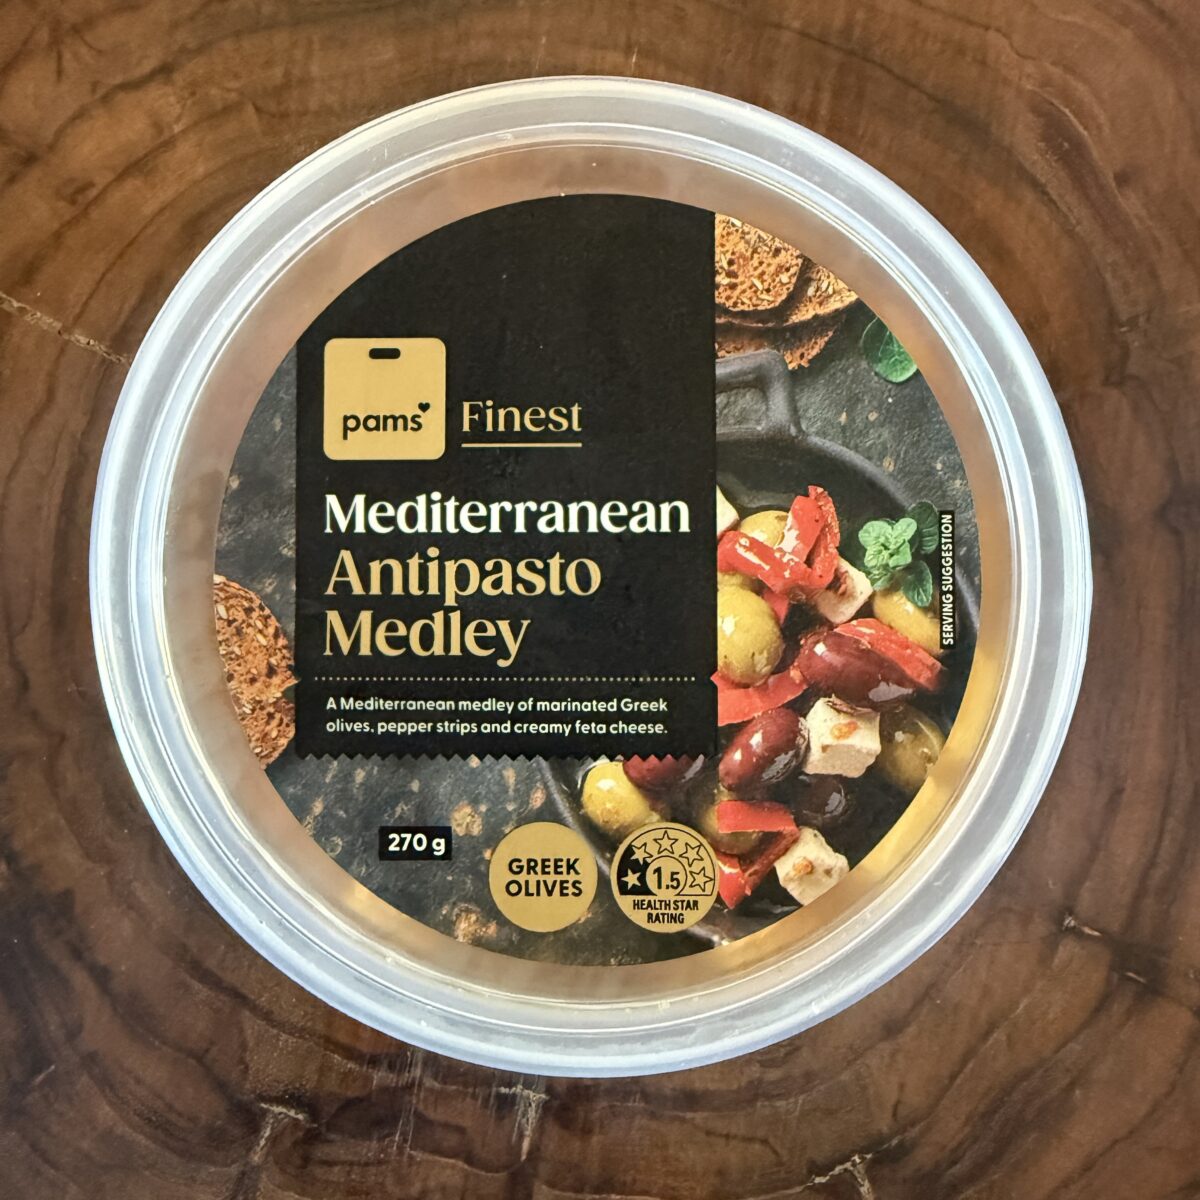 pams
Finest
Mediterranean
Antipasto
Medley
A Mediterranean medley of marinated Greek
olives, pepper strips and creamy feta cheese.
SERVING SUGGESTION
270 g
GREEK
OLIVES
1.5
HEALTH STAR
RATING